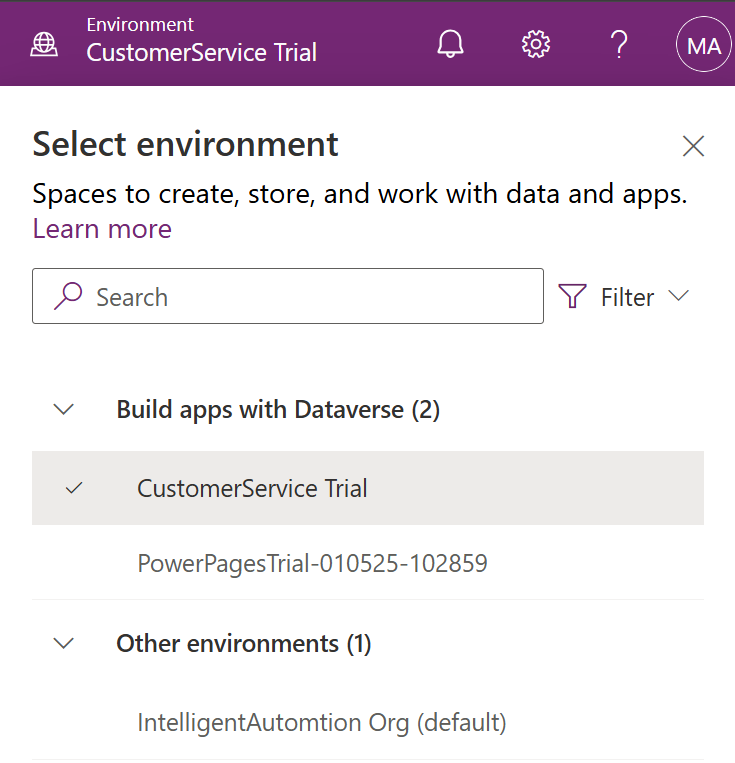 Environment
CustomerService Trial
MA
Select environment
Spaces to create, store, and work with data and apps.
Learn more
Search
Filter
Build apps with Dataverse (2)
CustomerService Trial
PowerPagesTrial-010525-102859
Other environments (1)
IntelligentAutomtion Org (default)